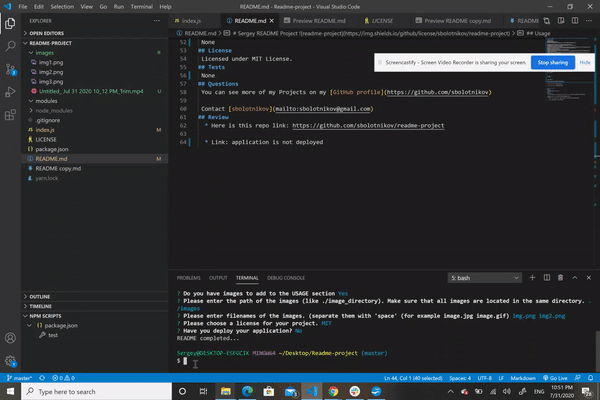 File Edit Selection View Go Run Terminal Help
README.md - Readme-project - Visual Studio Code
index.js
README.md
Preview README.md
LICENSE
Preview README copy.md
EXPLORER
OPEN EDITORS
README-PROJECT
images
img1.png
img2.png
img3.png
Untitled_ Jul 31 2020 10_12 PM_Trim.mp4 U
modules
node_modules
.gitignore
index.js M
LICENSE
package.json
README.md M
README copy.md
yarn.lock
OUTLINE
TIMELINE
NPM SCRIPTS
package.json
test
README.md > # Sergey README Project ![readme-project](https://img.shields.io/github/license/sbolotnikov/readme-project) > ## Usage
52 None
53 ## License
54 Licensed under MIT License.
55 ## Tests
56 None
57 ## Questions
58 You can see more of my Projects on my [GitHub profile](https://github.com/sbolotnikov)
59
60 Contact [sbolotnikov](mailto:sbolotnikov@gmail.com)
61 ## Review
62 * Here is this repo link: https://github.com/sbolotnikov/readme-project
63
64 * Link: application is not deployed
Screencastify - Screen Video Recorder is sharing your screen.
Stop sharing
Hide
PROBLEMS OUTPUT TERMINAL DEBUG CONSOLE
5: bash
? Do you have images to add to the USAGE section Yes
? Please enter the path of the images (like ./image_directory). Make sure that all images are located in the same directory. .
/images
? Please enter filenames of the images. (separate them with 'space' (for example image.jpg image.gif) img.png img2.png
? Please choose a license for your project. MIT
? Have you deploy your application? No
README completed...
Sergey@DESKTOP-ESFGCJK MINGW64 ~/Desktop/Readme-project (master)
$
master*
0 0
Ln 44, Col 1 (40 selected)
Spaces: 4
UTF-8
LF
Markdown
Go Live
Type here to search
10:51 PM
7/31/2020